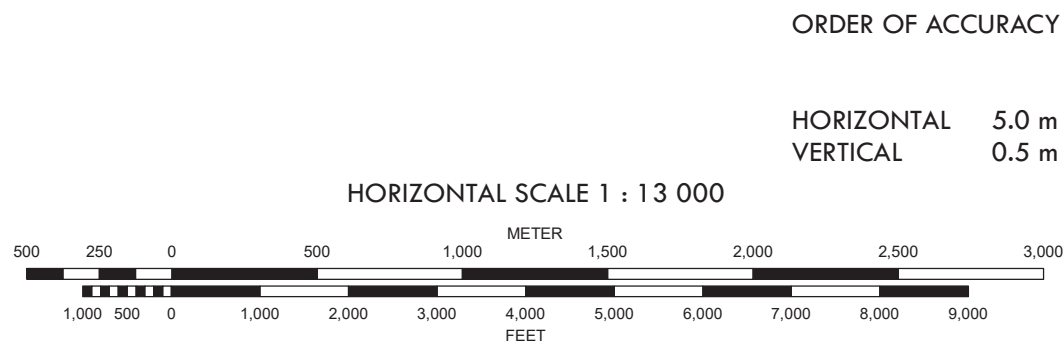 ORDER OF ACCURACY
HORIZONTAL 5.0 m
VERTICAL 0.5 m
HORIZONTAL SCALE 1 : 13 000
METER
500 250 0 500 1,000 1,500 2,000 2,500 3,000
1,000 500 0 1,000 2,000 3,000 4,000 5,000 6,000 7,000 8,000 9,000
FEET